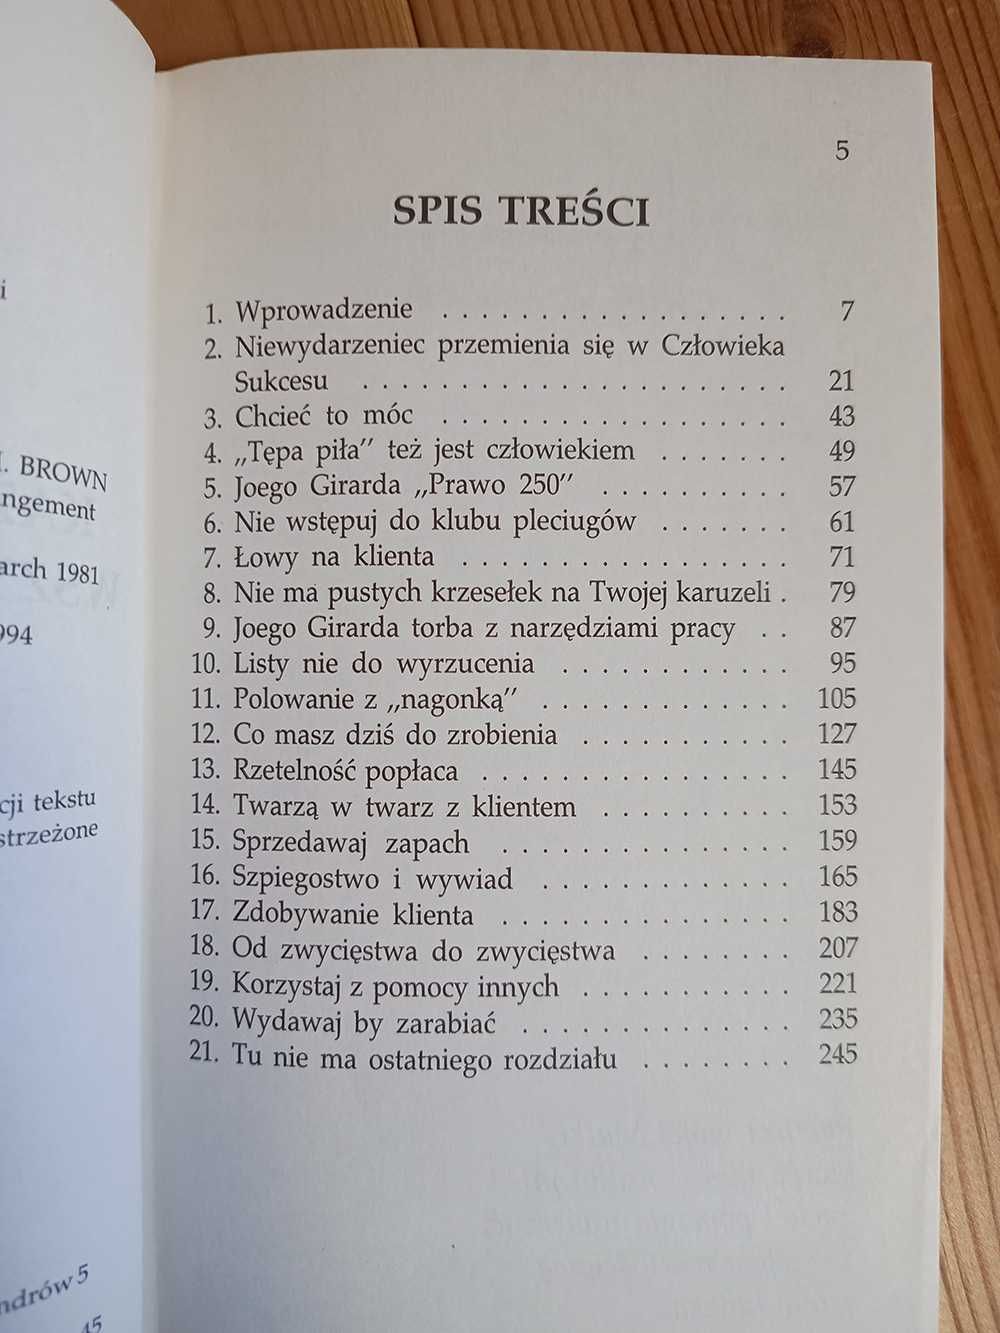 i
. BROWN
ngement
arch 1981
994
cji tekstu
strzeżone
ndrów 5
45
5
SPIS TREŚCI
1. Wprowadzenie . . . . . . . . . . . . . . . . . . 7
2. Niewydarzeniec przemienia się w Człowieka
Sukcesu . . . . . . . . . . . . . . . . . . . . . . 21
3. Chcieć to móc . . . . . . . . . . . . . . . . . . 43
4. „Tępa piła” też jest człowiekiem . . . . . . . 49
5. Joego Girarda „Prawo 250” . . . . . . . . . . 57
6. Nie wstępuj do klubu pleciugów . . . . . . . 61
7. Łowy na klienta . . . . . . . . . . . . . . . . . 71
8. Nie ma pustych krzesełek na Twojej karuzeli . 79
9. Joego Girarda torba z narzędziami pracy . . 87
10. Listy nie do wyrzucenia . . . . . . . . . . . . 95
11. Polowanie z „nagonką” . . . . . . . . . . . . . 105
12. Co masz dziś do zrobienia . . . . . . . . . . . 127
13. Rzetelność popłaca . . . . . . . . . . . . . . . . 145
14. Twarzą w twarz z klientem . . . . . . . . . . 153
15. Sprzedawaj zapach . . . . . . . . . . . . . . . 159
16. Szpiegostwo i wywiad . . . . . . . . . . . . . 165
17. Zdobywanie klienta . . . . . . . . . . . . . . . 183
18. Od zwycięstwa do zwycięstwa . . . . . . . . 207
19. Korzystaj z pomocy innych . . . . . . . . . . . 221
20. Wydawaj by zarabiać . . . . . . . . . . . . . . 235
21. Tu nie ma ostatniego rozdziału . . . . . . . . 245